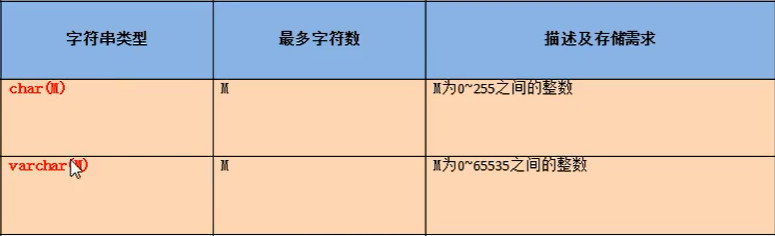 字符串类型 最多字符数 描述及存储需求
char(M) M M为0~255之间的整数
varchar(M) M M为0~65535之间的整数